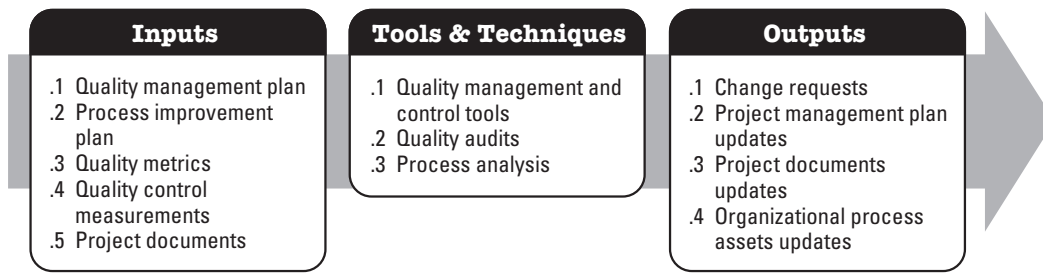 Inputs
.1 Quality management plan
.2 Process improvement
plan
.3 Quality metrics
.4 Quality control
measurements
.5 Project documents
Tools & Techniques
.1 Quality management and
control tools
.2 Quality audits
.3 Process analysis
Outputs
.1 Change requests
.2 Project management plan
updates
.3 Project documents
updates
.4 Organizational process
assets updates